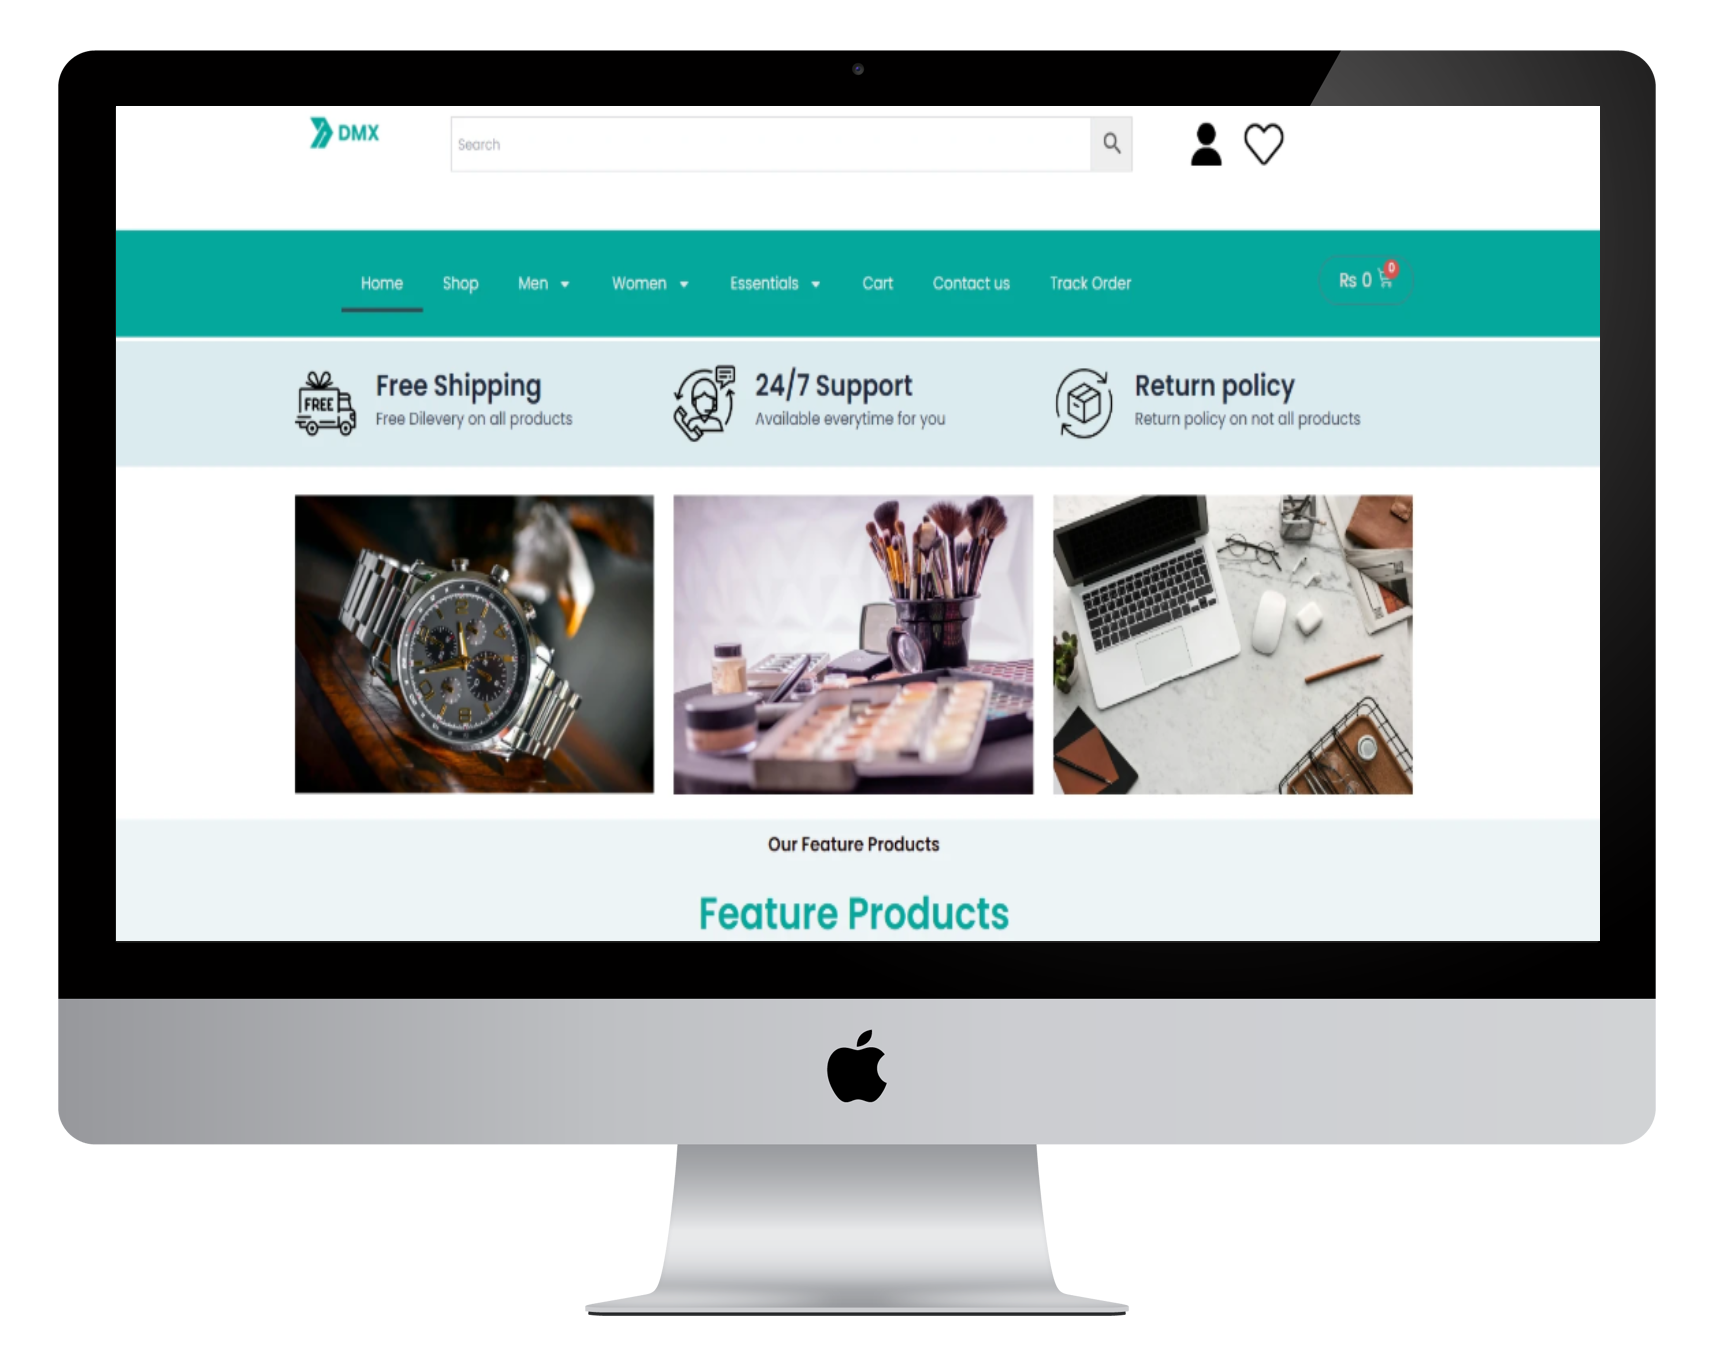 DMX
Search
Home Shop Men Women Essentials Cart Contact us Track Order Rs 0 0
FREE
Free Shipping
Free Dilevery on all products
24/7 Support
Available everytime for you
Return policy
Return policy on not all products
Our Feature Products
Feature Products